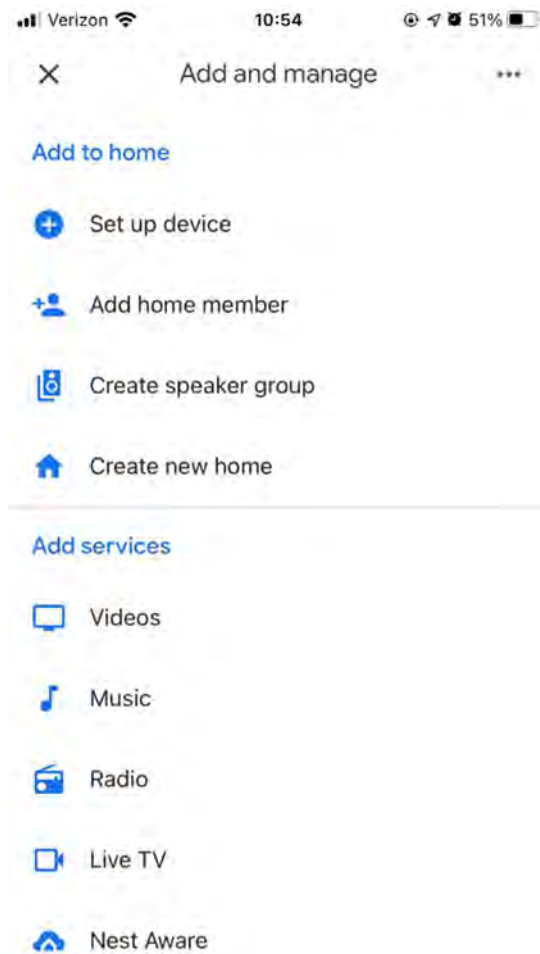 Verizon 10:54 51%
Add and manage
Add to home
Set up device
Add home member
Create speaker group
Create new home
Add services
Videos
Music
Radio
Live TV
Nest Aware